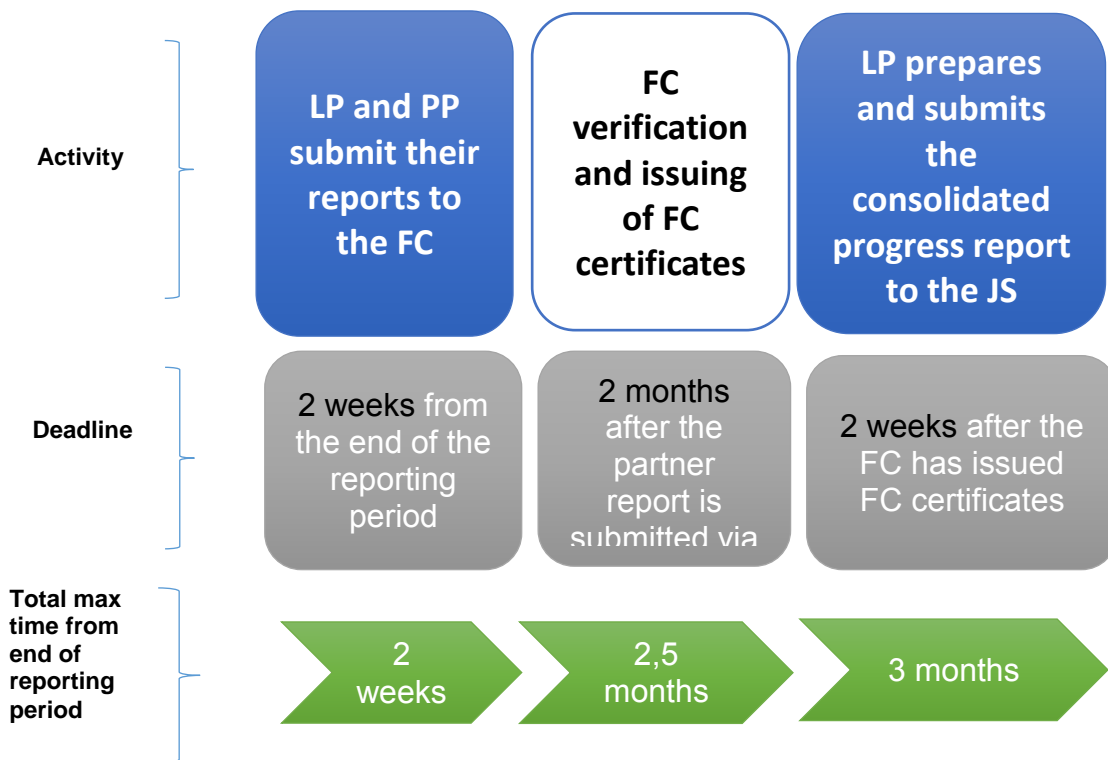 Activity
LP and PP
submit their
reports to
the FC
FC
verification
and issuing
of FC
certificates
LP prepares
and submits
the
consolidated
progress report
to the JS
Deadline
2 weeks from
the end of the
reporting
period
2 months
after the
partner
report is
submitted via
2 weeks after the
FC has issued
FC certificates
Total max
time from
end of
reporting
period
2
weeks
2,5
months
3 months